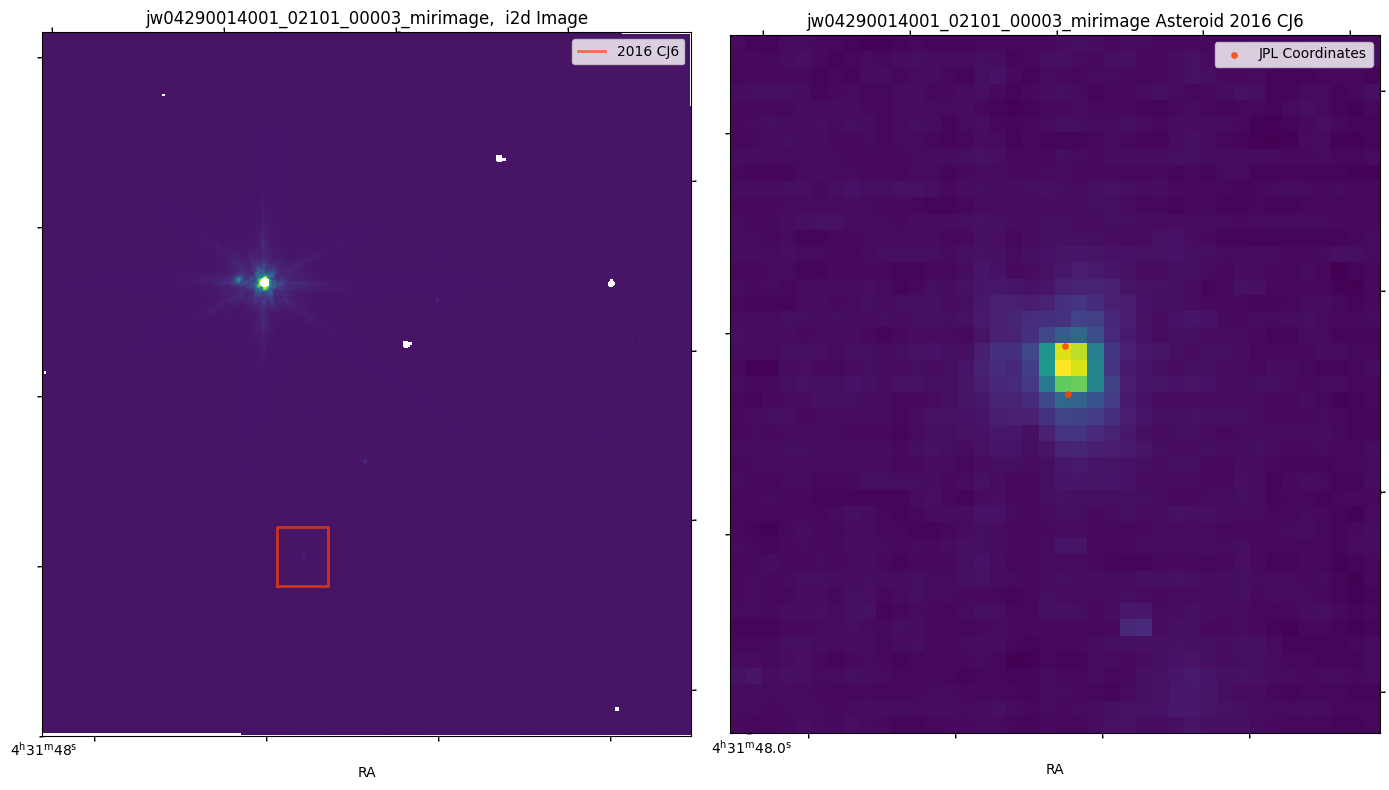 jw04290014001_02101_00003_mirimage,  i2d Image
2016 CJ6
4ʰ31ᵐ48ˢ
RA
jw04290014001_02101_00003_mirimage Asteroid 2016 CJ6
JPL Coordinates
4ʰ31ᵐ48.0ˢ
RA